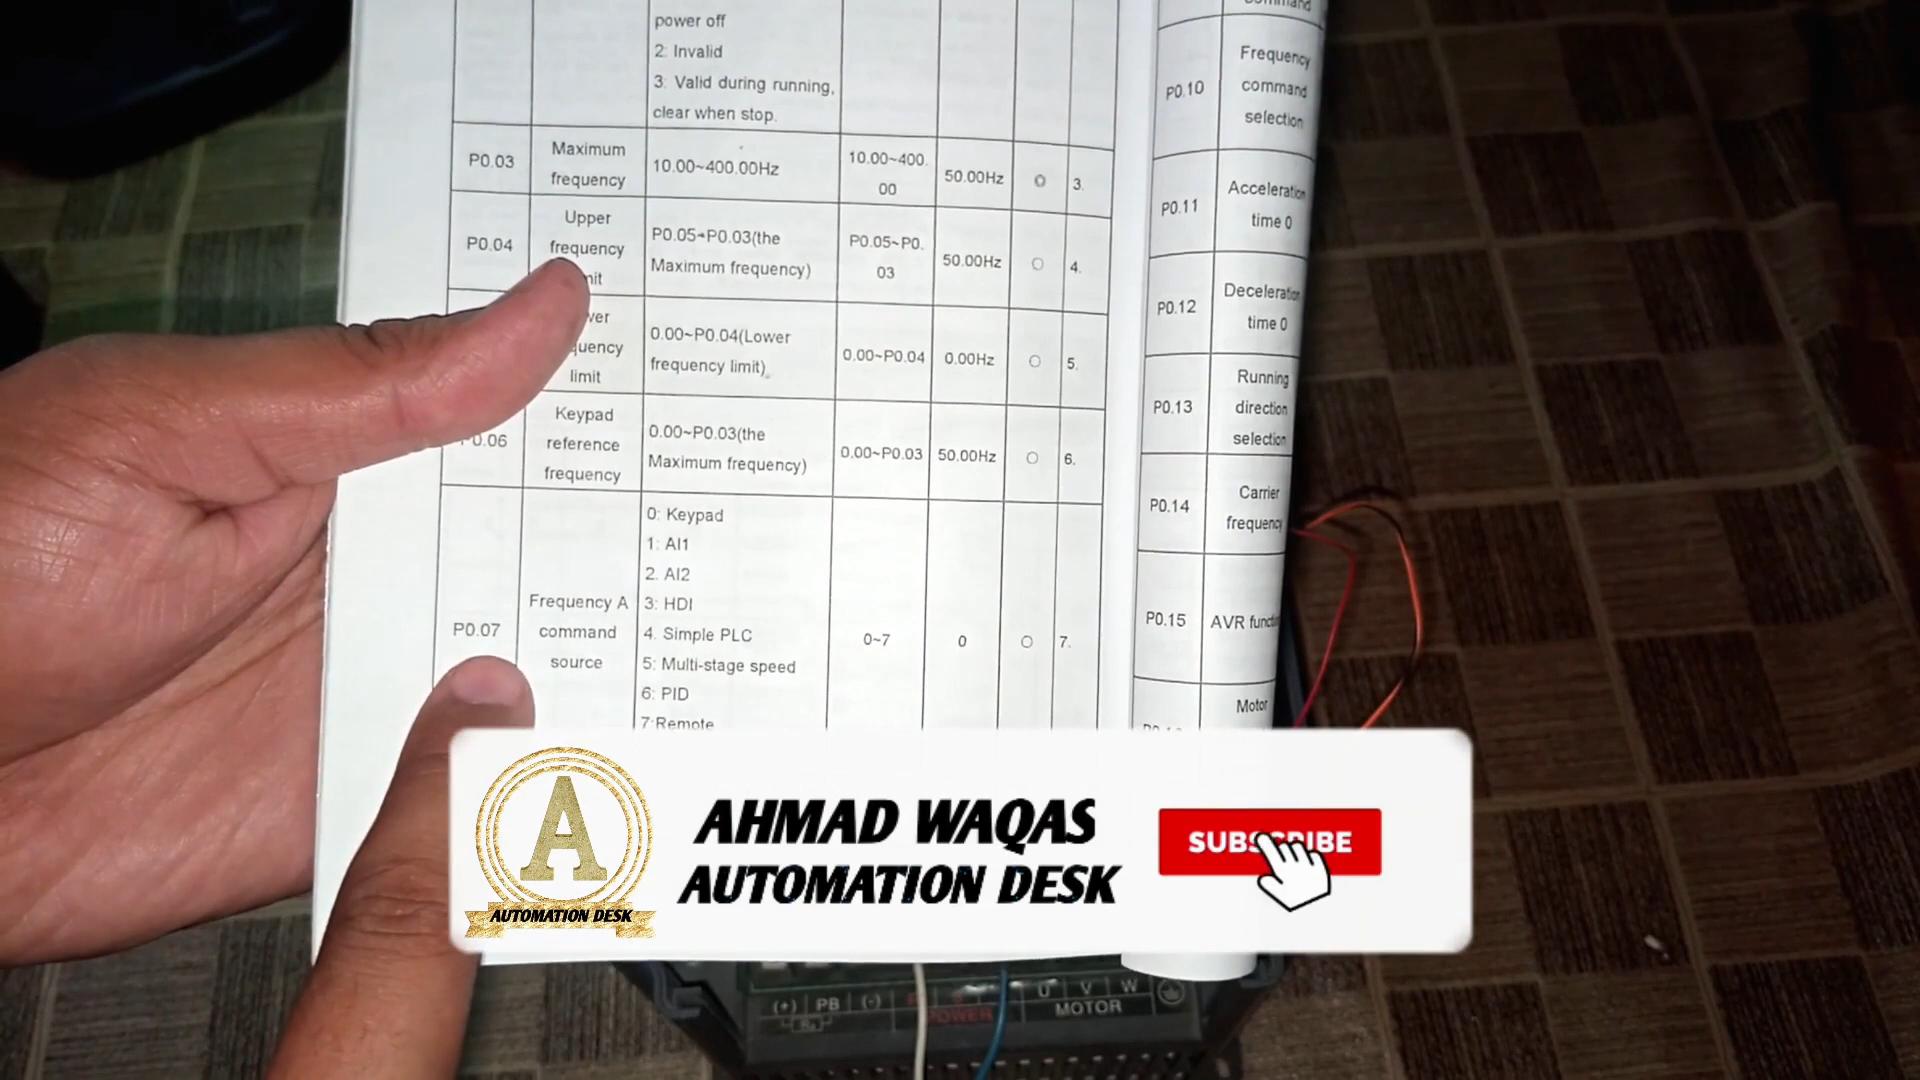 power off
2: Invalid
3: Valid during running,
clear when stop.
P0.03
Maximum
frequency
10.00~400.00Hz
10.00~400.
00
50.00Hz
3.
P0.04
Upper
frequency
P0.05~P0.03(the
Maximum frequency)
P0.05~P0.
03
50.00Hz
4.
limit
0.00~P0.04(Lower
frequency limit)
0.00~P0.04
0.00Hz
5.
P0.06
Keypad
reference
frequency
0.00~P0.03(the
Maximum frequency)
0.00~P0.03
50.00Hz
6.
P0.07
Frequency A
command
source
0: Keypad
1: AI1
2. AI2
3: HDI
4. Simple PLC
5: Multi-stage speed
6: PID
7:Remote
0~7
0
7.
P0.10
Frequency
command
selection
P0.11
Acceleration
time 0
P0.12
Deceleration
time 0
P0.13
Running
direction
selection
P0.14
Carrier
frequency
P0.15
AVR
Motor
A
AUTOMATION DESK
AHMAD WAQAS
AUTOMATION DESK
SUBSCRIBE
(+) PB (-)
POWER
U V W
MOTOR